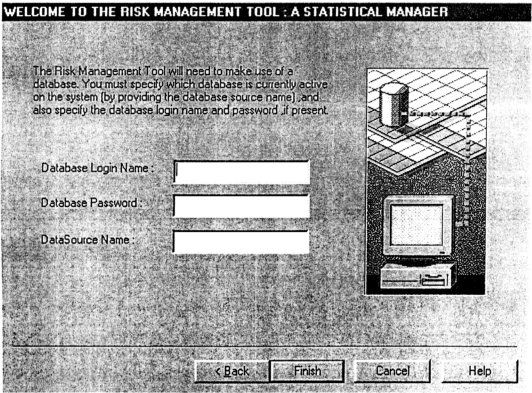 WELCOME TO THE RISK MANAGEMENT TOOL : A STATISTICAL MANAGER
The Risk Management Tool will need to make use of a
database. You must specify which database is currently active
on the system (by providing the database source name) ,and
also specify the database login name and password ,if present.
Database Login Name :
Database Password :
DataSource Name :
< Back
Finish
Cancel
Help